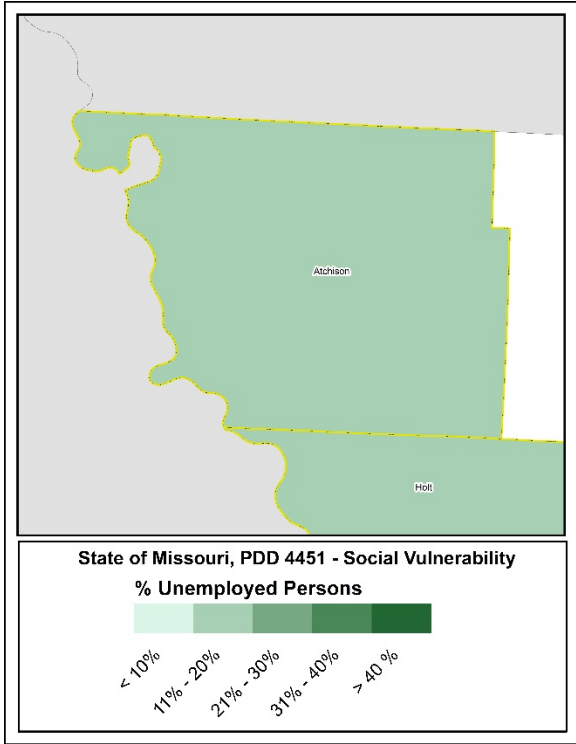 Atchison
Holt
State of Missouri, PDD 4451 - Social Vulnerability
% Unemployed Persons
< 10%
11% - 20%
21% - 30%
31% - 40%
> 40 %